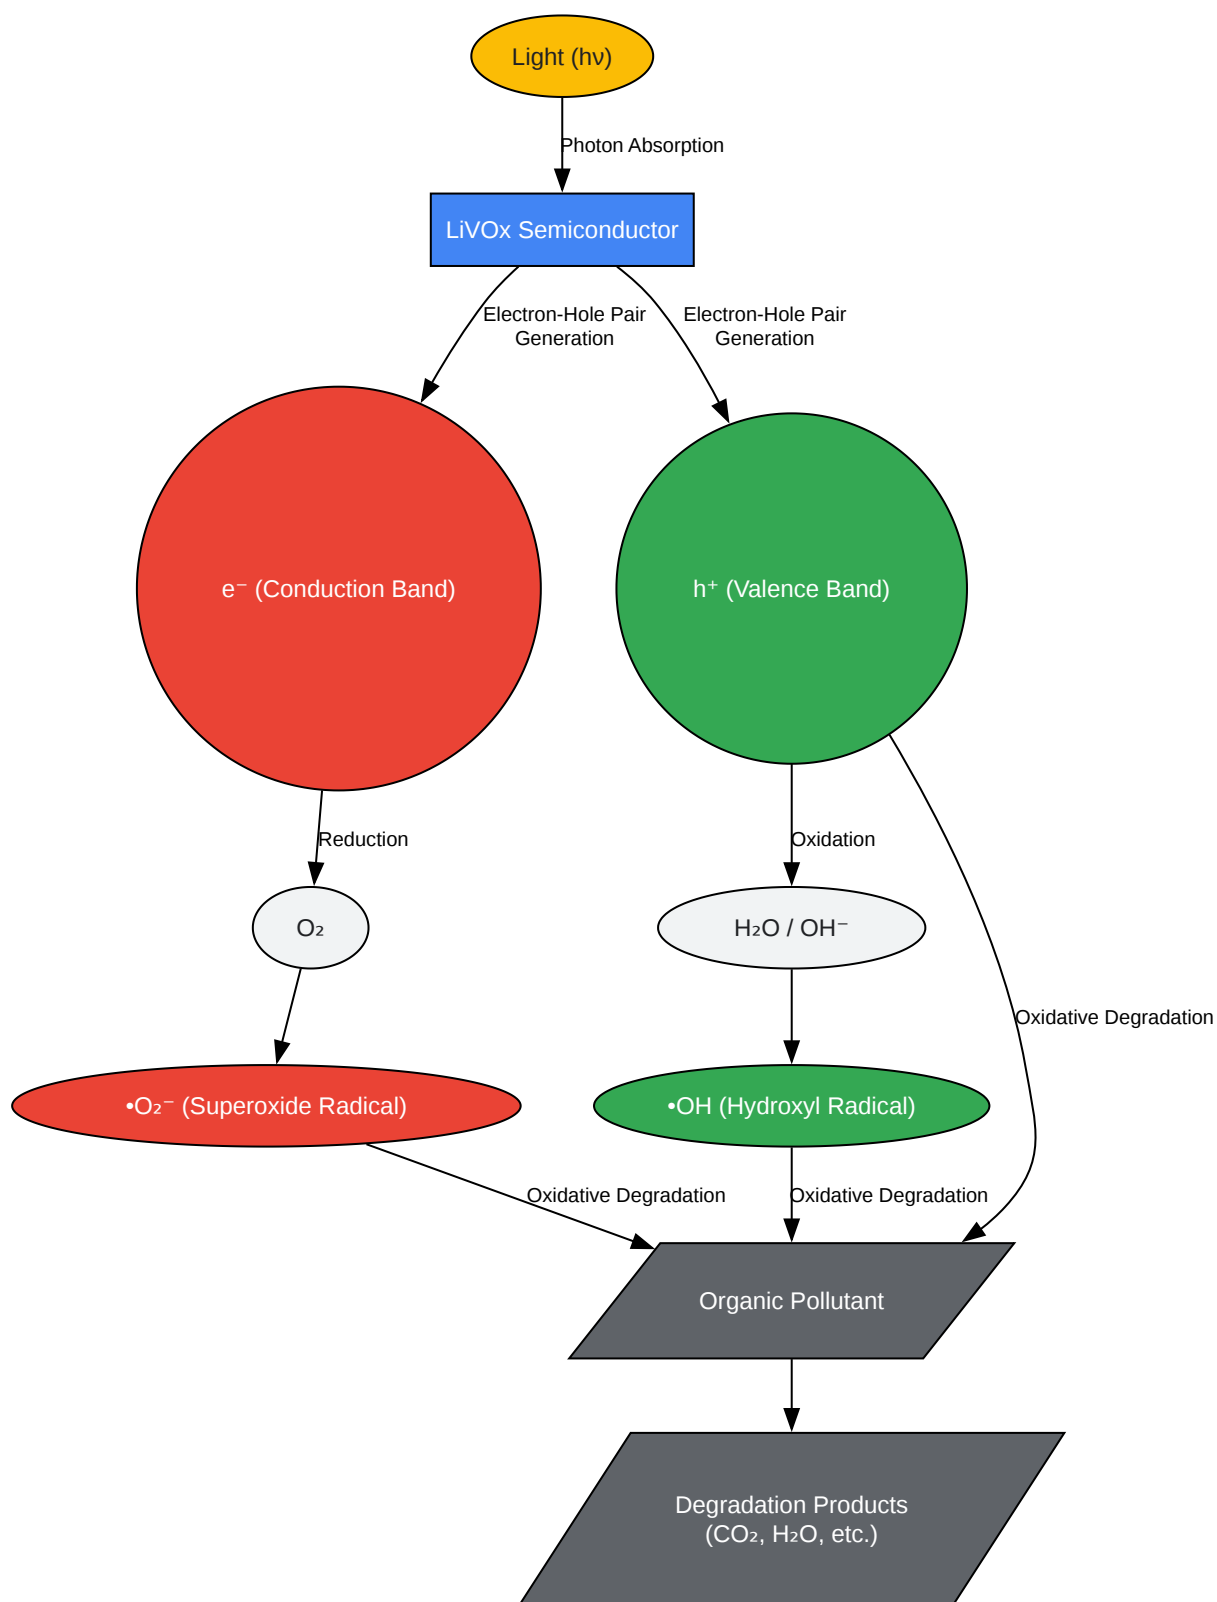 Light (hν)
Photon Absorption
LiVOx Semiconductor
Electron-Hole Pair
Generation
Electron-Hole Pair
Generation
e⁻ (Conduction Band)
h⁺ (Valence Band)
Reduction
Oxidation
O₂
H₂O / OH⁻
Oxidative Degradation
•O₂⁻ (Superoxide Radical)
•OH (Hydroxyl Radical)
Oxidative Degradation
Oxidative Degradation
Organic Pollutant
Degradation Products
(CO₂, H₂O, etc.)